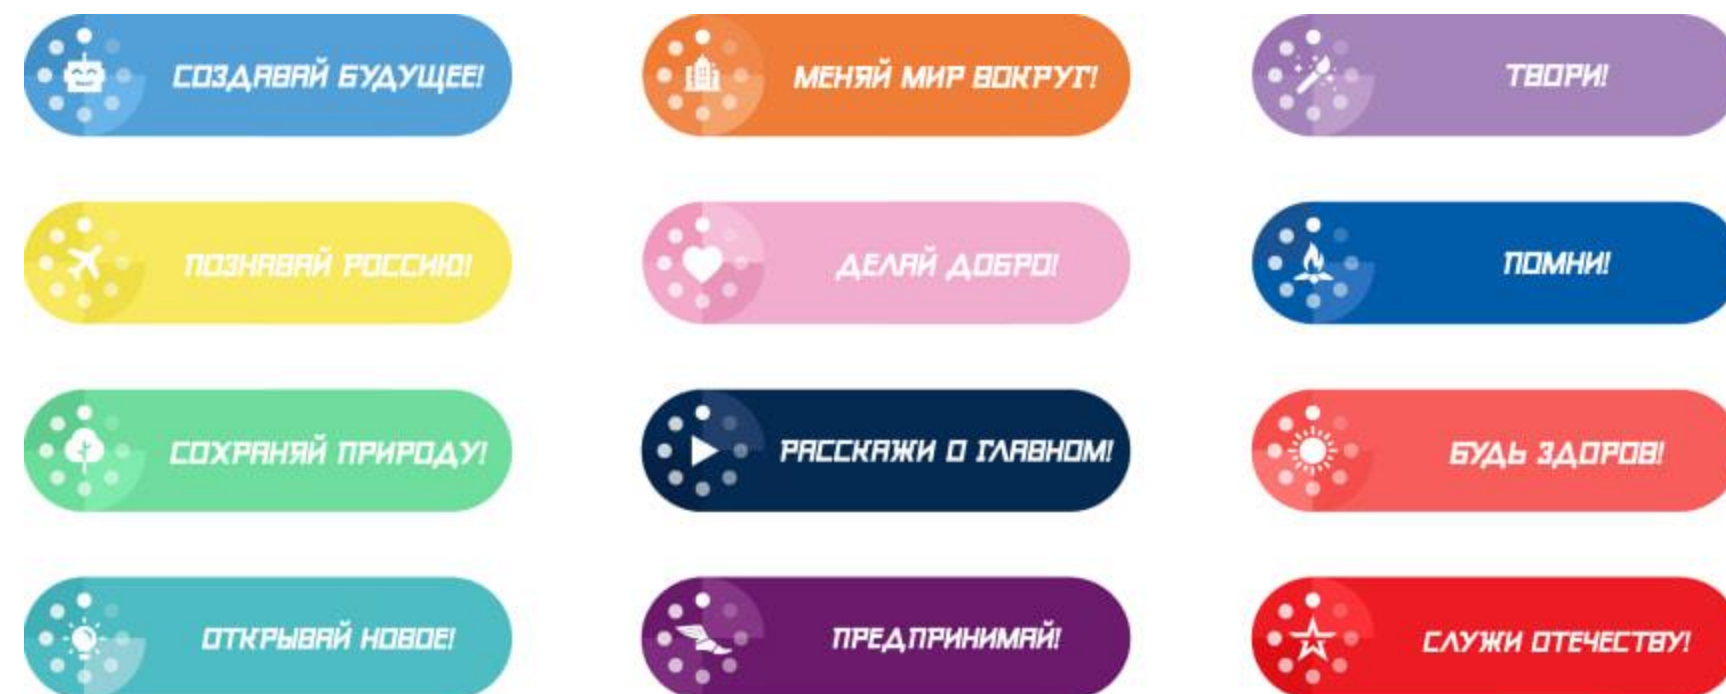 СОЗДАВАЙ БУДУЩЕЕ!
МЕНЯЙ МИР ВОКРУГ!
ТВОРИ!
ПОЗНАВАЙ РОССИЮ!
ДЕЛАЙ ДОБРО!
ПОМНИ!
СОХРАНЯЙ ПРИРОДУ!
РАССКАЖИ О ГЛАВНОМ!
БУДЬ ЗДОРОВ!
ОТКРЫВАЙ НОВОЕ!
ПРЕДПРИНИМАЙ!
СЛУЖИ ОТЕЧЕСТВУ!